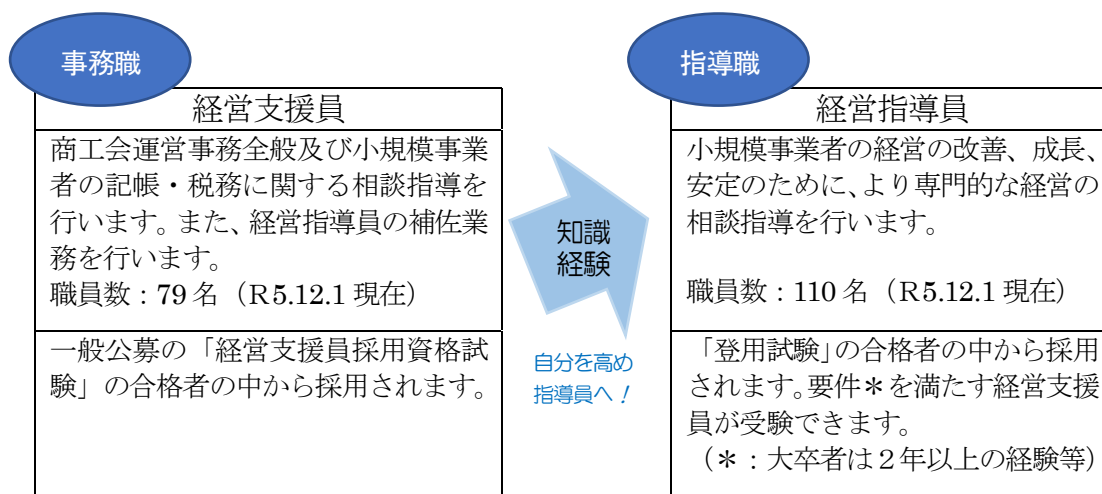 事務職
経営支援員
商工会運営事務全般及び小規模事業
者の記帳・税務に関する相談指導を
行います。また、経営指導員の補佐業
務を行います。
職員数：79名（R5.12.1現在）
一般公募の「経営支援員採用資格試
験」の合格者の中から採用されます。
知識
経験
自分を高め
指導員へ！
指導職
経営指導員
小規模事業者の経営の改善、成長、
安定のために、より専門的な経営の
相談指導を行います。
職員数：110名（R5.12.1現在）
「登用試験」の合格者の中から採用
されます。要件＊を満たす経営支援
員が受験できます。
（＊：大卒者は２年以上の経験等）